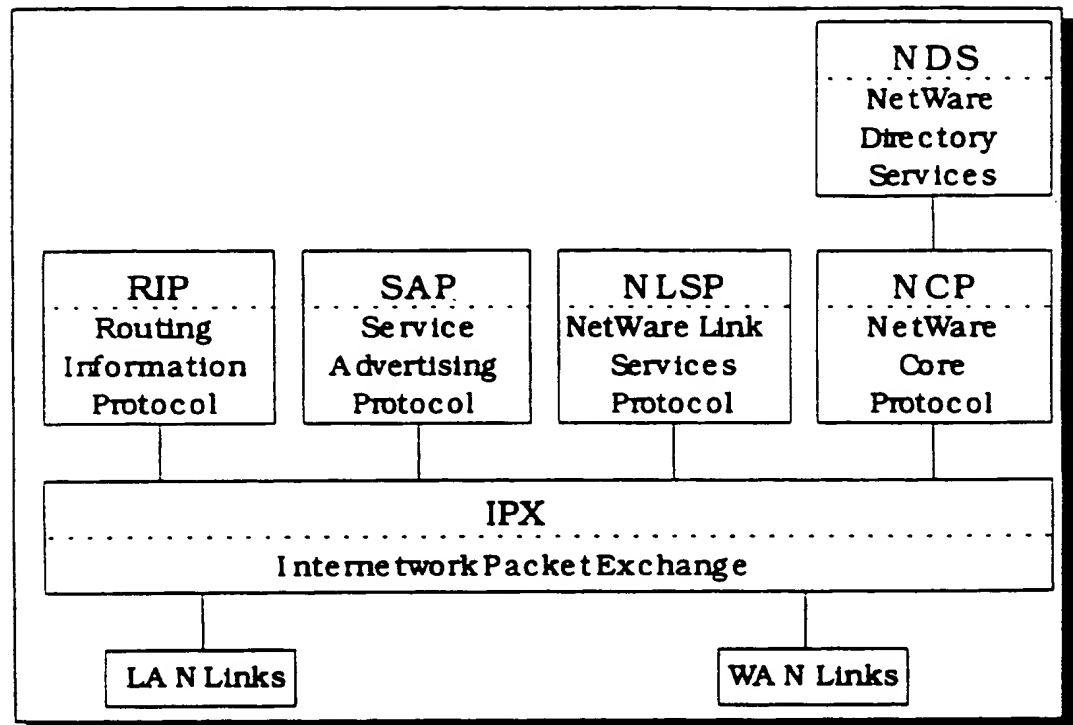 NDS
NetWare
Directory
Services
RIP
Routing
Information
Protocol
SAP
Service
Advertising
Protocol
NLSP
NetWare Link
Services
Protocol
NCP
NetWare
Core
Protocol
IPX
Internetwork Packet Exchange
LAN Links
WAN Links